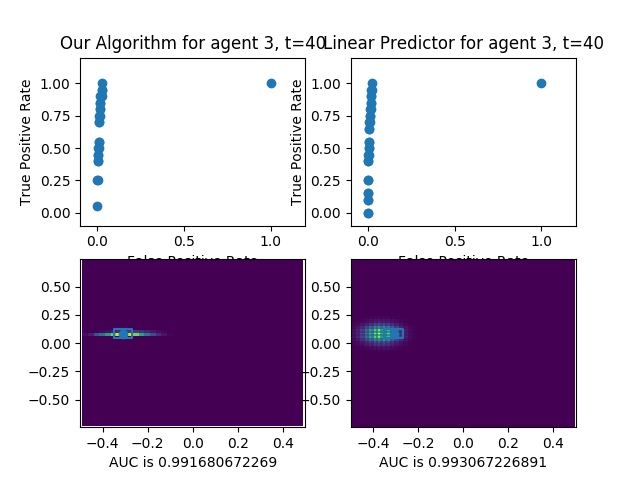 Our Algorithm for agent 3, t=40
Linear Predictor for agent 3, t=40
True Positive Rate
1.00
0.75
0.50
0.25
0.00
0.0 0.5 1.0
False Positive Rate
True Positive Rate
1.00
0.75
0.50
0.25
0.00
0.0 0.5 1.0
False Positive Rate
0.50
0.25
0.00
−0.25
−0.50
−0.4 −0.2 0.0 0.2 0.4
AUC is 0.991680672269
0.50
0.25
0.00
−0.25
−0.50
−0.4 −0.2 0.0 0.2 0.4
AUC is 0.993067226891